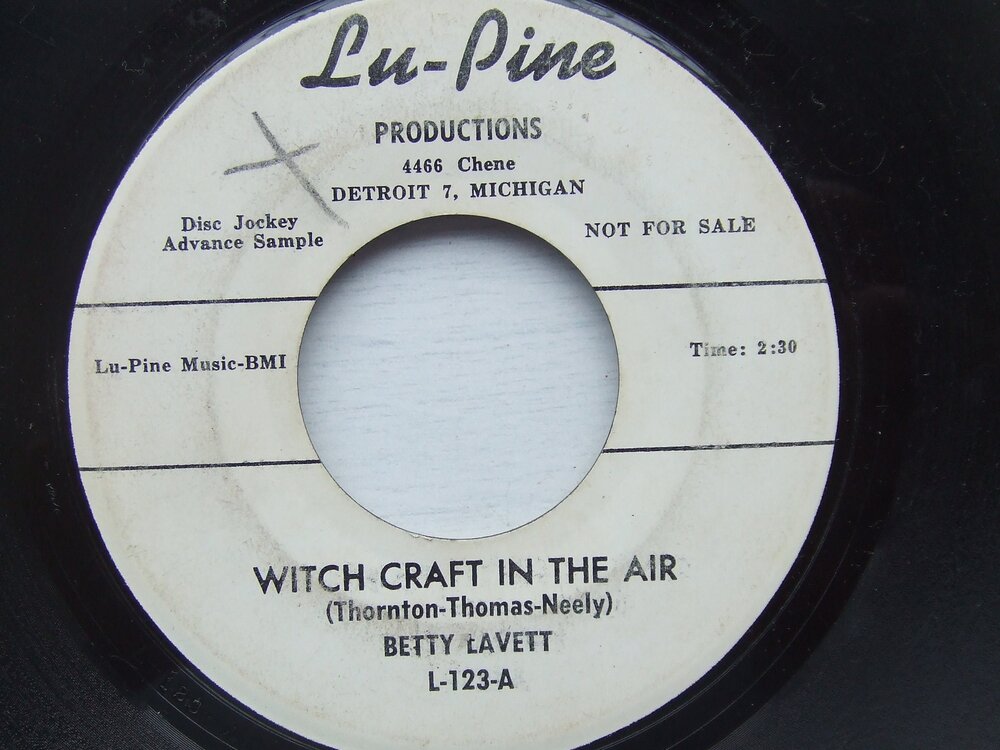 Lu-Pine
PRODUCTIONS
4466 Chene
DETROIT 7, MICHIGAN
Disc Jockey
Advance Sample
NOT FOR SALE
Lu-Pine Music-BMI
Time: 2:30
WITCH CRAFT IN THE AIR
(Thornton-Thomas-Neely)
BETTY LAVETT
L-123-A